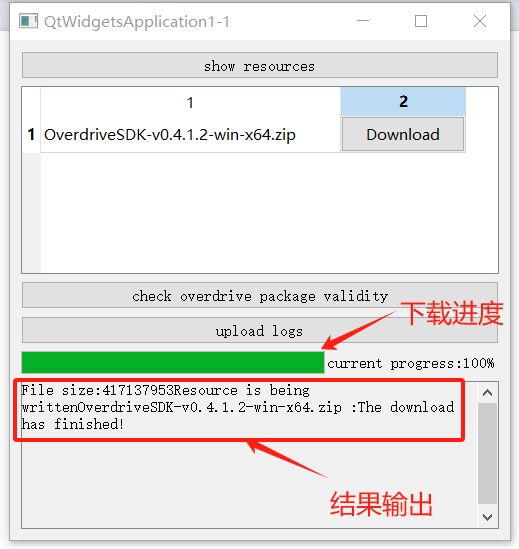 QtWidgetsApplication1-1
show resources
1 2
1 OverdriveSDK-v0.4.1.2-win-x64.zip Download
check overdrive package validity
下载进度
upload logs
current progress:100%
File size:417137953Resource is being
writtenOverdriveSDK-v0.4.1.2-win-x64.zip :The download
has finished!
结果输出